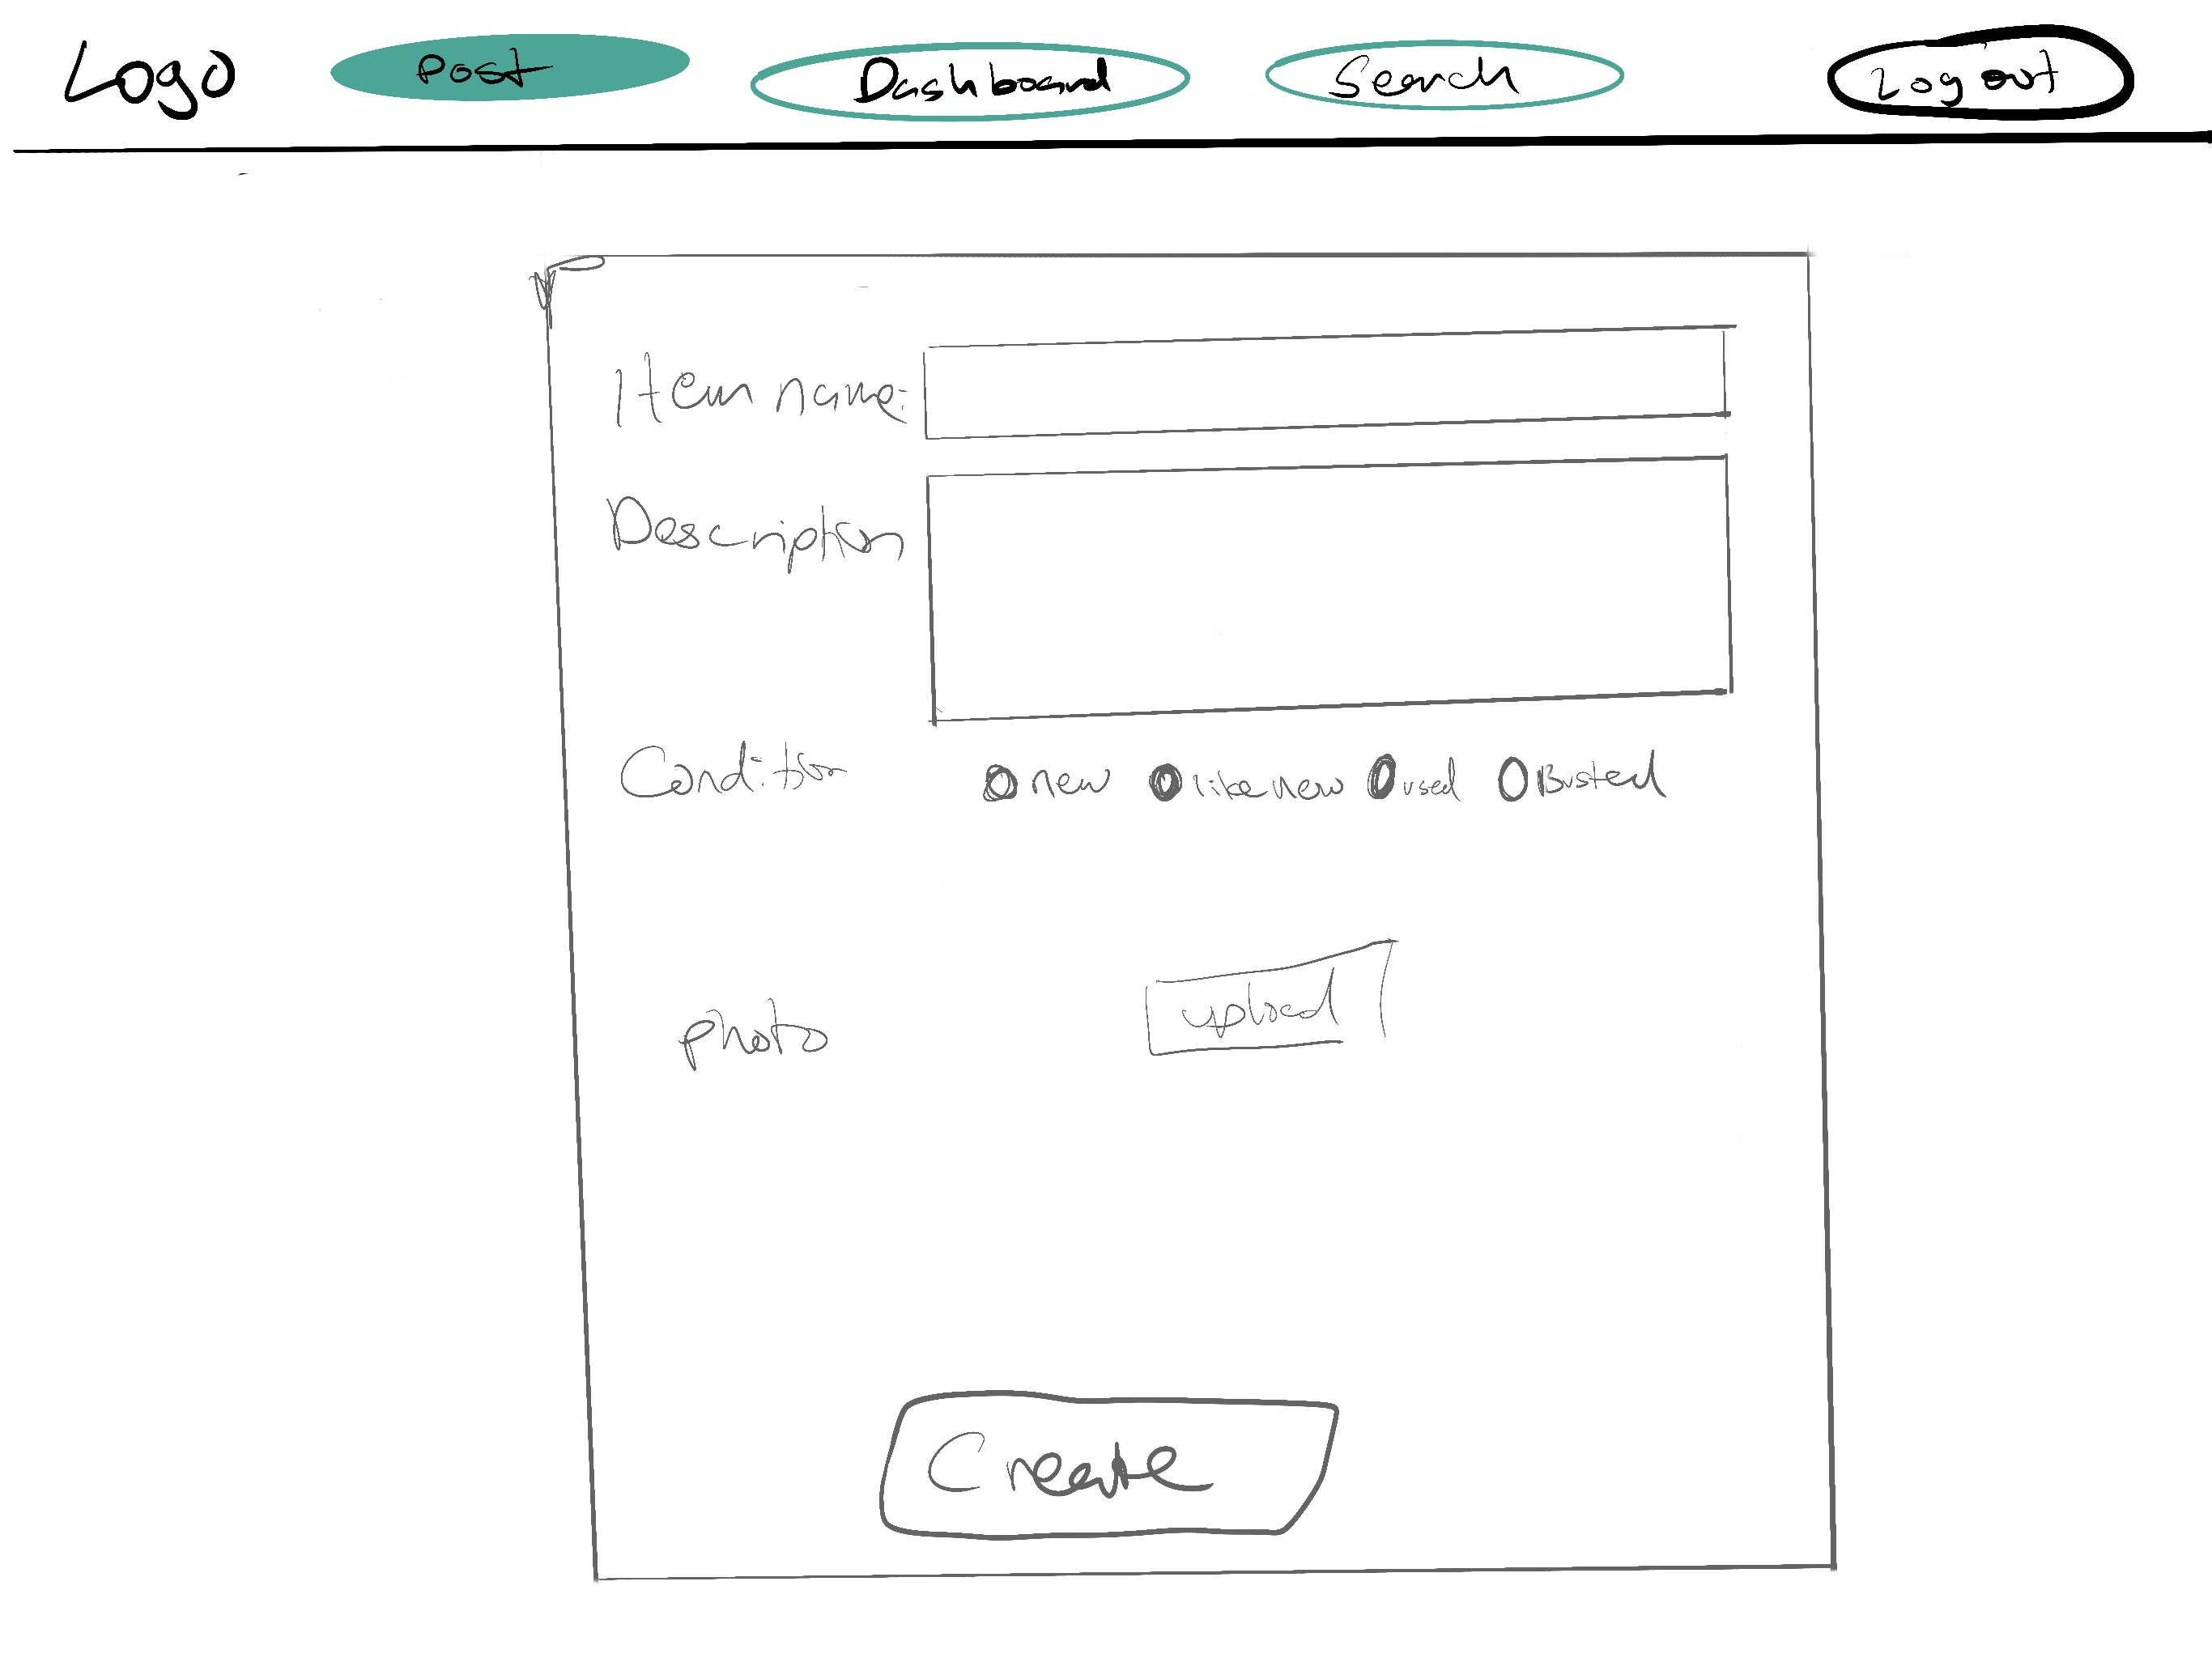 Logo Post Dashboard Search Log out
Item name:
Description
Condition new like new used Busted
photo upload
Create